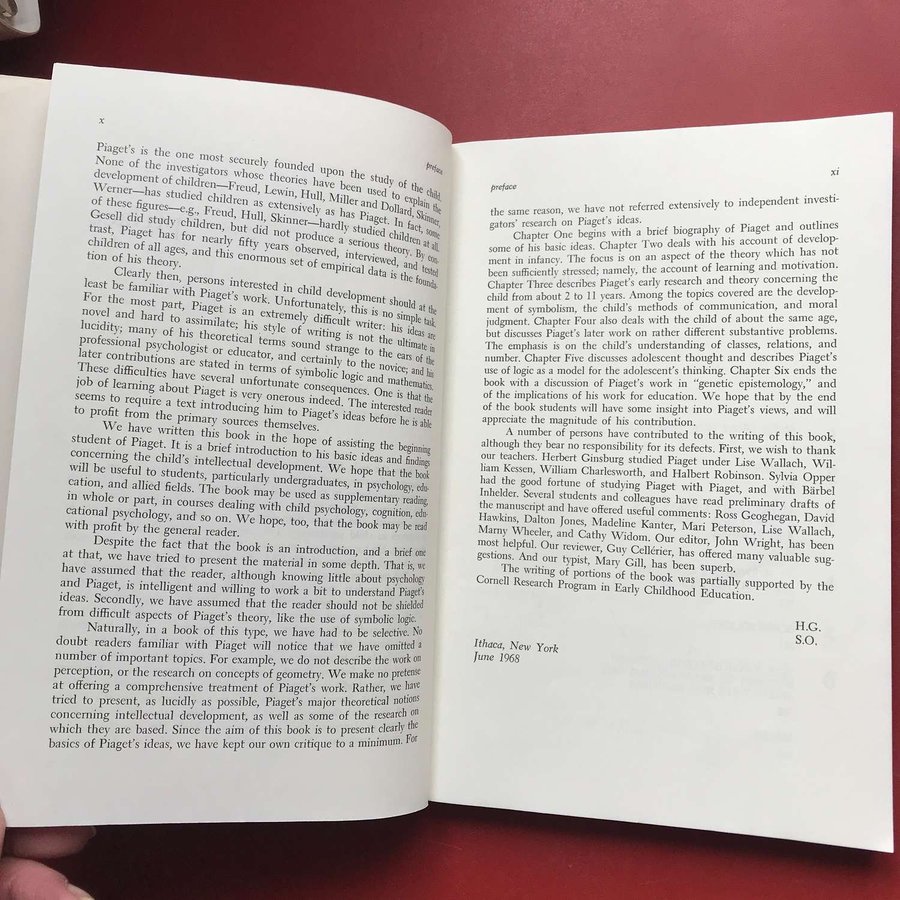 x
preface
Piaget's is the one most securely founded upon the study of the child.
None of the investigators whose theories have been used to explain the
development of children—Freud, Lewin, Hull, Miller and Dollard, Skinner,
Werner—has studied children as extensively as has Piaget. In fact, some
of these figures—e.g., Freud, Hull, Skinner—hardly studied children at all.
Gesell did study children, but did not produce a serious theory. By con-
trast, Piaget has for nearly fifty years observed, interviewed, and tested
children of all ages, and this enormous set of empirical data is the founda-
tion of his theory.
Clearly then, persons interested in child development should at the
least be familiar with Piaget's work. Unfortunately, this is no simple task.
For the most part, Piaget is an extremely difficult writer: his ideas are
novel and hard to assimilate; his style of writing is not the ultimate in
lucidity; many of his theoretical terms sound strange to the ears of the
professional psychologist or educator, and certainly to the novice; and his
later contributions are stated in terms of symbolic logic and mathematics.
These difficulties have several unfortunate consequences. One is that the
job of learning about Piaget is very onerous indeed. The interested reader
seems to require a text introducing him to Piaget's ideas before he is able
to profit from the primary sources themselves.
We have written this book in the hope of assisting the beginning
student of Piaget. It is a brief introduction to his basic ideas and findings
concerning the child's intellectual development. We hope that the book
will be useful to students, particularly undergraduates, in psychology, edu-
cation, and allied fields. The book may be used as supplementary reading,
in whole or part, in courses dealing with child psychology, cognition, edu-
cational psychology, and so on. We hope, too, that the book may be read
with profit by the general reader.
Despite the fact that the book is an introduction, and a brief one
at that, we have tried to present the material in some depth. That is, we
have assumed that the reader, although knowing little about psychology
and Piaget, is intelligent and willing to work a bit to understand Piaget's
ideas. Secondly, we have assumed that the reader should not be shielded
from difficult aspects of Piaget's theory, like the use of symbolic logic.
Naturally, in a book of this type, we have had to be selective. No
doubt readers familiar with Piaget will notice that we have omitted a
number of important topics. For example, we do not describe the work on
perception, or the research on concepts of geometry. We make no pretense
at offering a comprehensive treatment of Piaget's work. Rather, we have
tried to present, as lucidly as possible, Piaget's major theoretical notions
concerning intellectual development, as well as some of the research on
which they are based. Since the aim of this book is to present clearly the
basics of Piaget's ideas, we have kept our own critique to a minimum. For
preface
xi
the same reason, we have not referred extensively to independent investi-
gators' research on Piaget's ideas.
Chapter One begins with a brief biography of Piaget and outlines
some of his basic ideas. Chapter Two deals with his account of develop-
ment in infancy. The focus is on an aspect of the theory which has not
been sufficiently stressed; namely, the account of learning and motivation.
Chapter Three describes Piaget's early research and theory concerning the
child from about 2 to 11 years. Among the topics covered are the develop-
ment of symbolism, the child's methods of communication, and moral
judgment. Chapter Four also deals with the child of about the same age,
but discusses Piaget's later work on rather different substantive problems.
The emphasis is on the child's understanding of classes, relations, and
number. Chapter Five discusses adolescent thought and describes Piaget's
use of logic as a model for the adolescent's thinking. Chapter Six ends the
book with a discussion of Piaget's work in "genetic epistemology," and
of the implications of his work for education. We hope that by the end
of the book students will have some insight into Piaget's views, and will
appreciate the magnitude of his contribution.
A number of persons have contributed to the writing of this book,
although they bear no responsibility for its defects. First, we wish to thank
our teachers. Herbert Ginsburg studied Piaget under Lise Wallach, Wil-
liam Kessen, William Charlesworth, and Halbert Robinson. Sylvia Opper
had the good fortune of studying Piaget with Piaget, and with Bärbel
Inhelder. Several students and colleagues have read preliminary drafts of
the manuscript and have offered useful comments: Ross Geoghegan, David
Hawkins, Dalton Jones, Madeline Kanter, Mari Peterson, Lise Wallach,
Marny Wheeler, and Cathy Widom. Our editor, John Wright, has been
most helpful. Our reviewer, Guy Cellérier, has offered many valuable sug-
gestions. And our typist, Mary Gill, has been superb.
The writing of portions of the book was partially supported by the
Cornell Research Program in Early Childhood Education.
H.G.
S.O.
Ithaca, New York
June 1968